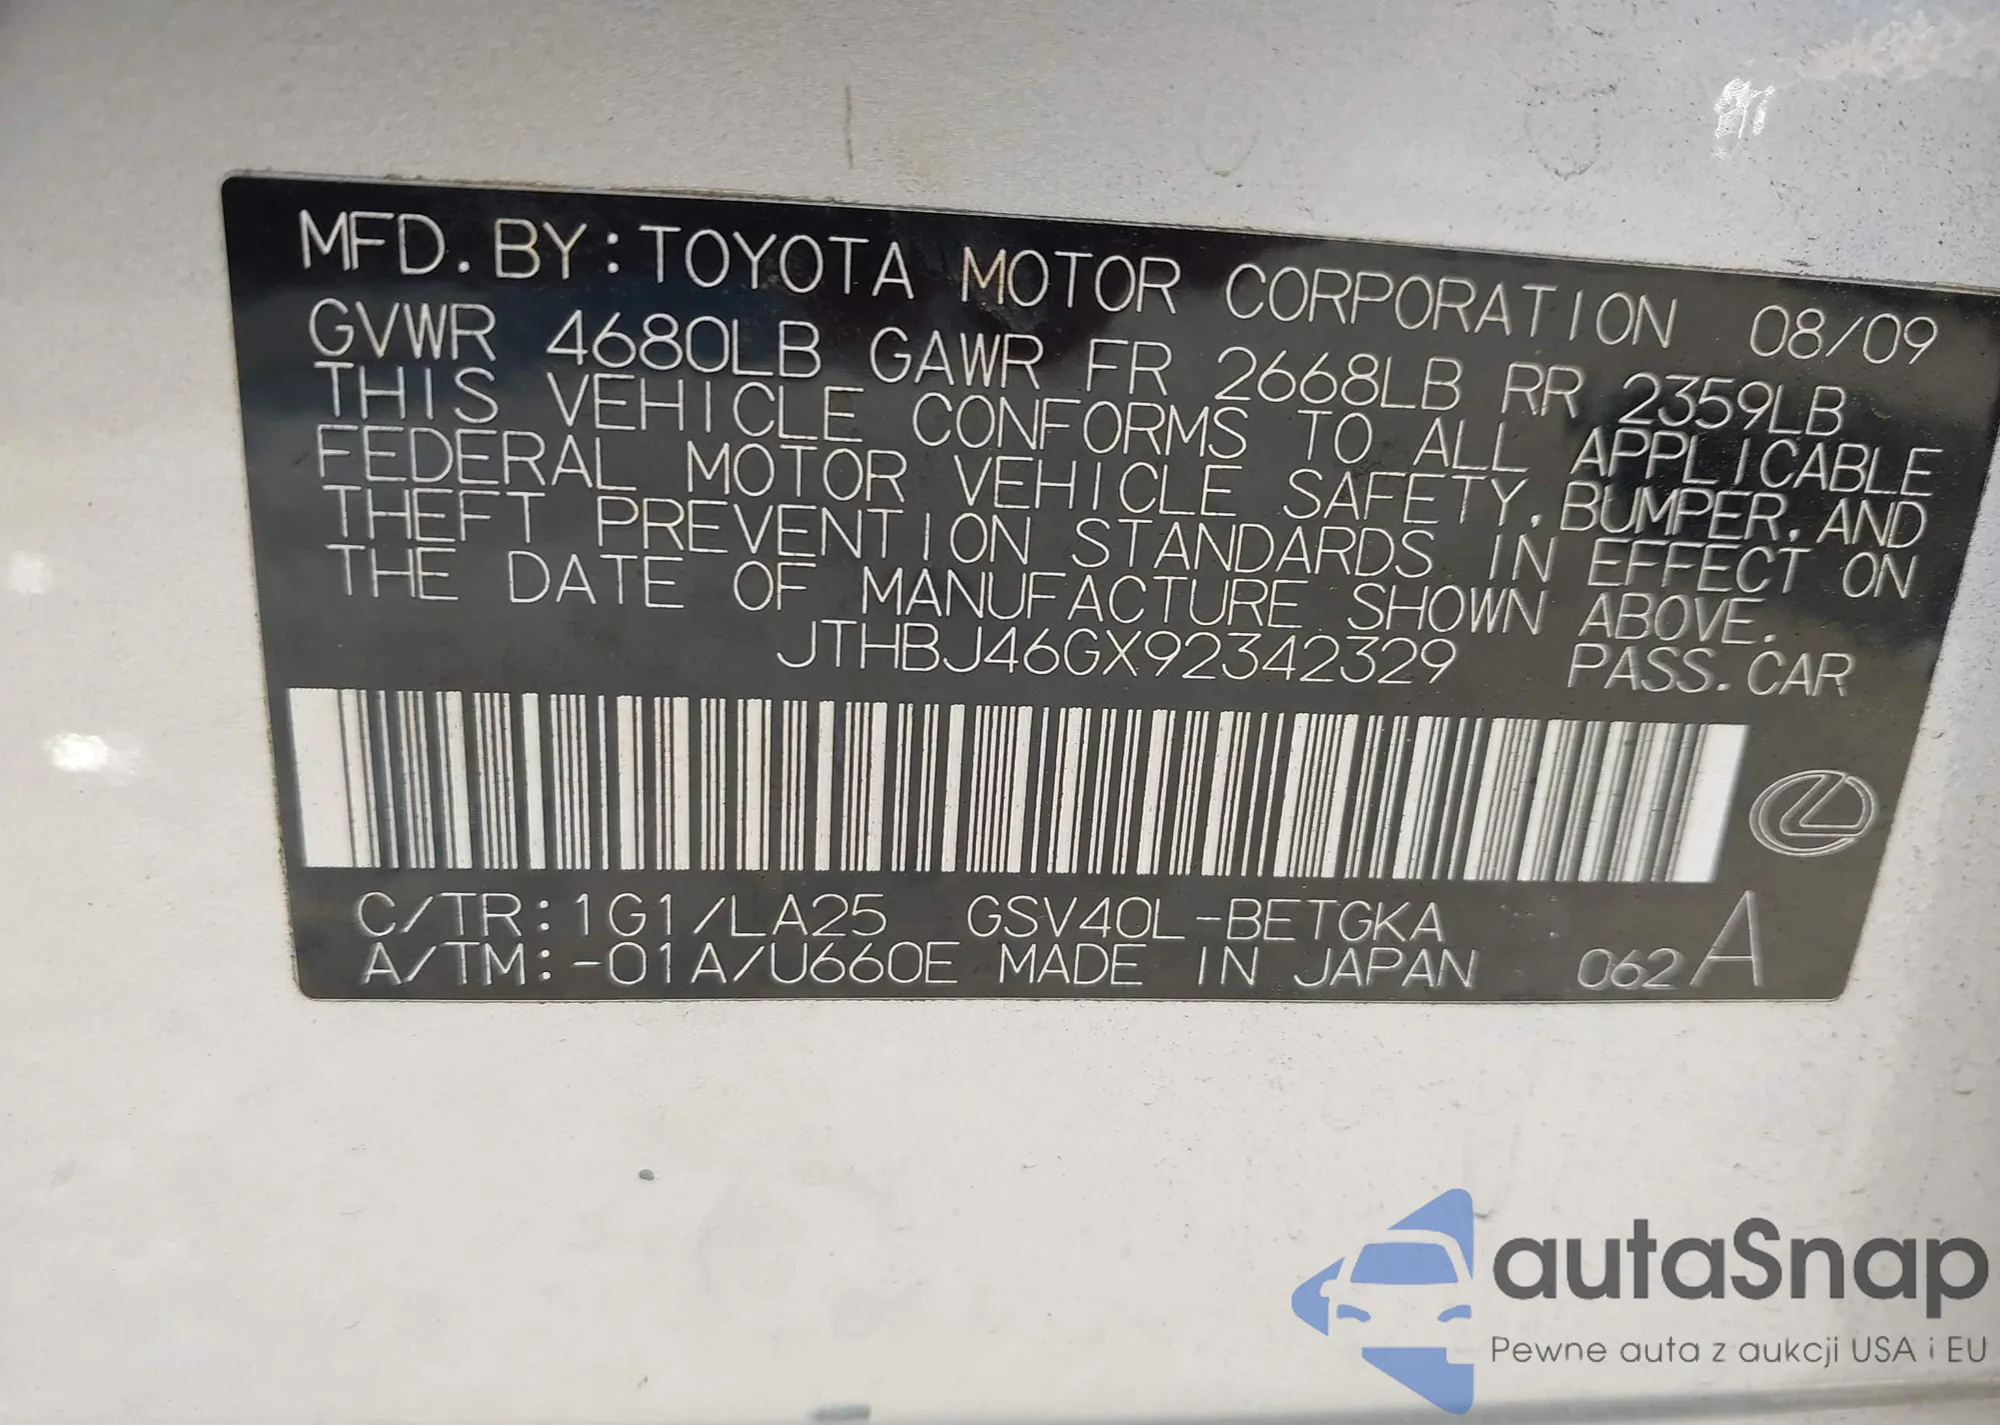 MFD. BY: TOYOTA MOTOR CORPORATION 08/09
GVWR 4680LB GAWR FR 2668LB RR 2359LB
THIS VEHICLE CONFORMS TO ALL APPLICABLE
FEDERAL MOTOR VEHICLE SAFETY, BUMPER, AND
THEFT PREVENTION STANDARDS IN EFFECT ON
THE DATE OF MANUFACTURE SHOWN ABOVE.
JTHBJ46GX92342329 PASS. CAR
C/TR: 1G1/LA25 GSV40L-BETGKA
A/TM: -01A/U660E MADE IN JAPAN 062A
autaSnap
Pewne auta z aukcji USA i EU